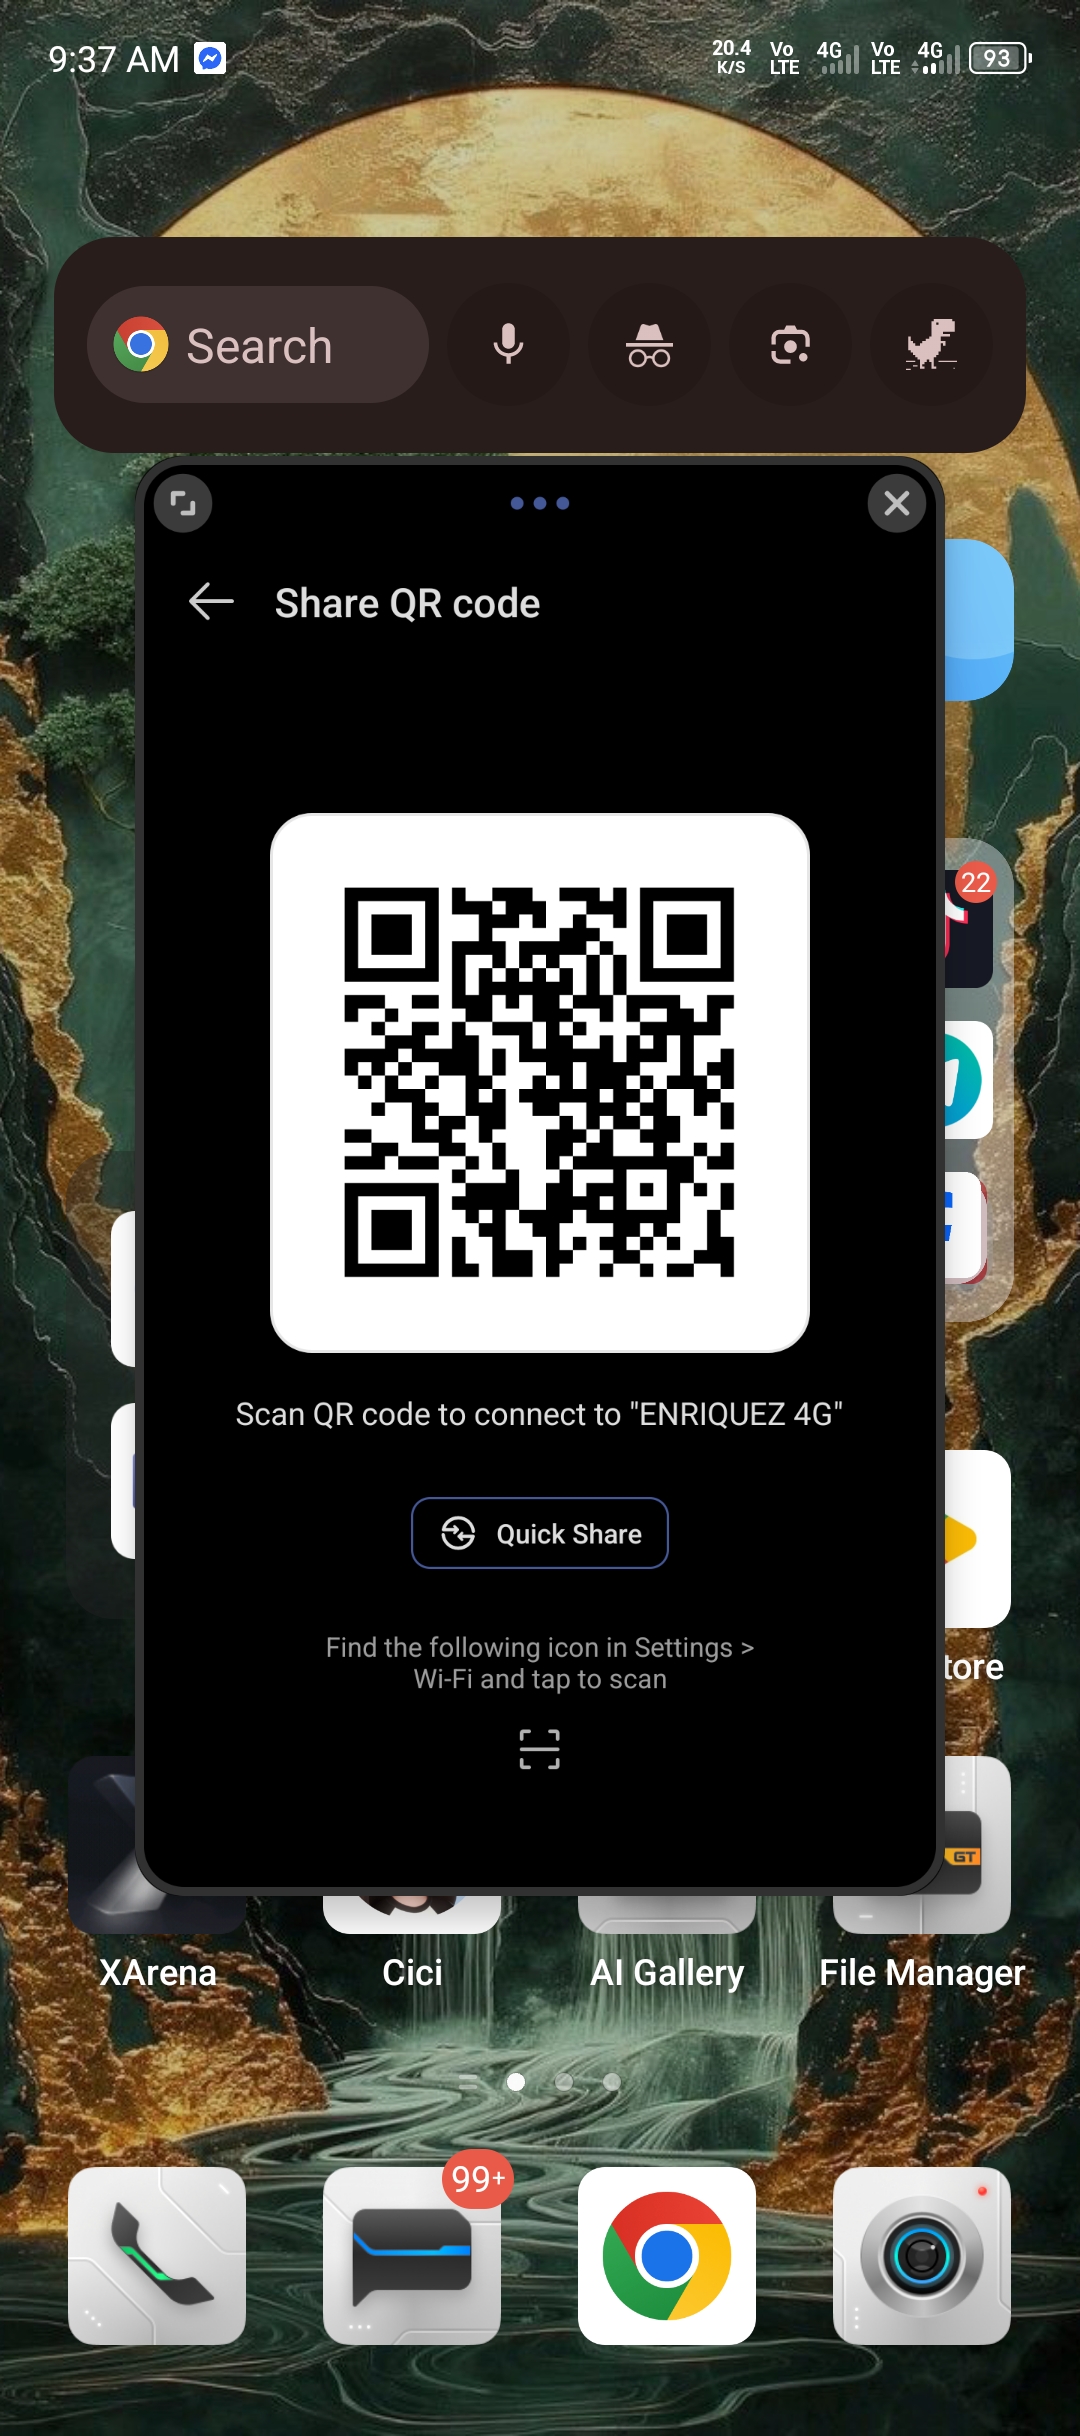 9:37 AM
20.4 K/S Vo LTE 4G Vo LTE 4G 93
Search
Share QR code
22
Scan QR code to connect to "ENRIQUEZ 4G"
Quick Share
Find the following icon in Settings >
Wi-Fi and tap to scan
tore
GT
XArena
Cici
AI Gallery
File Manager
99+